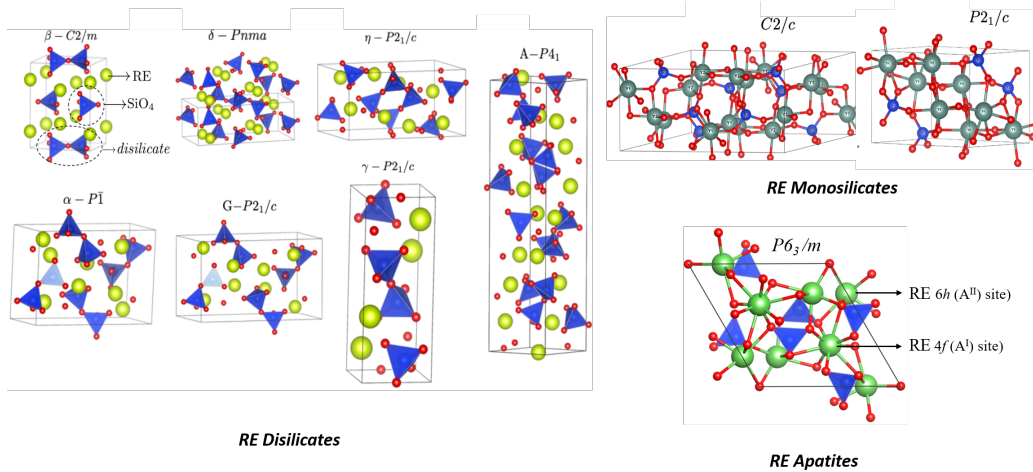 β − C2/m
δ − Pnma
η − P2₁/c
A−P4₁
RE
SiO₄
disilicate
α − P1̄
G−P2₁/c
γ − P2₁/c
RE Disilicates
C2/c
P2₁/c
RE Monosilicates
P6₃/m
RE 6h (Aᴵᴵ) site)
RE 4f (Aᴵ) site)
RE Apatites